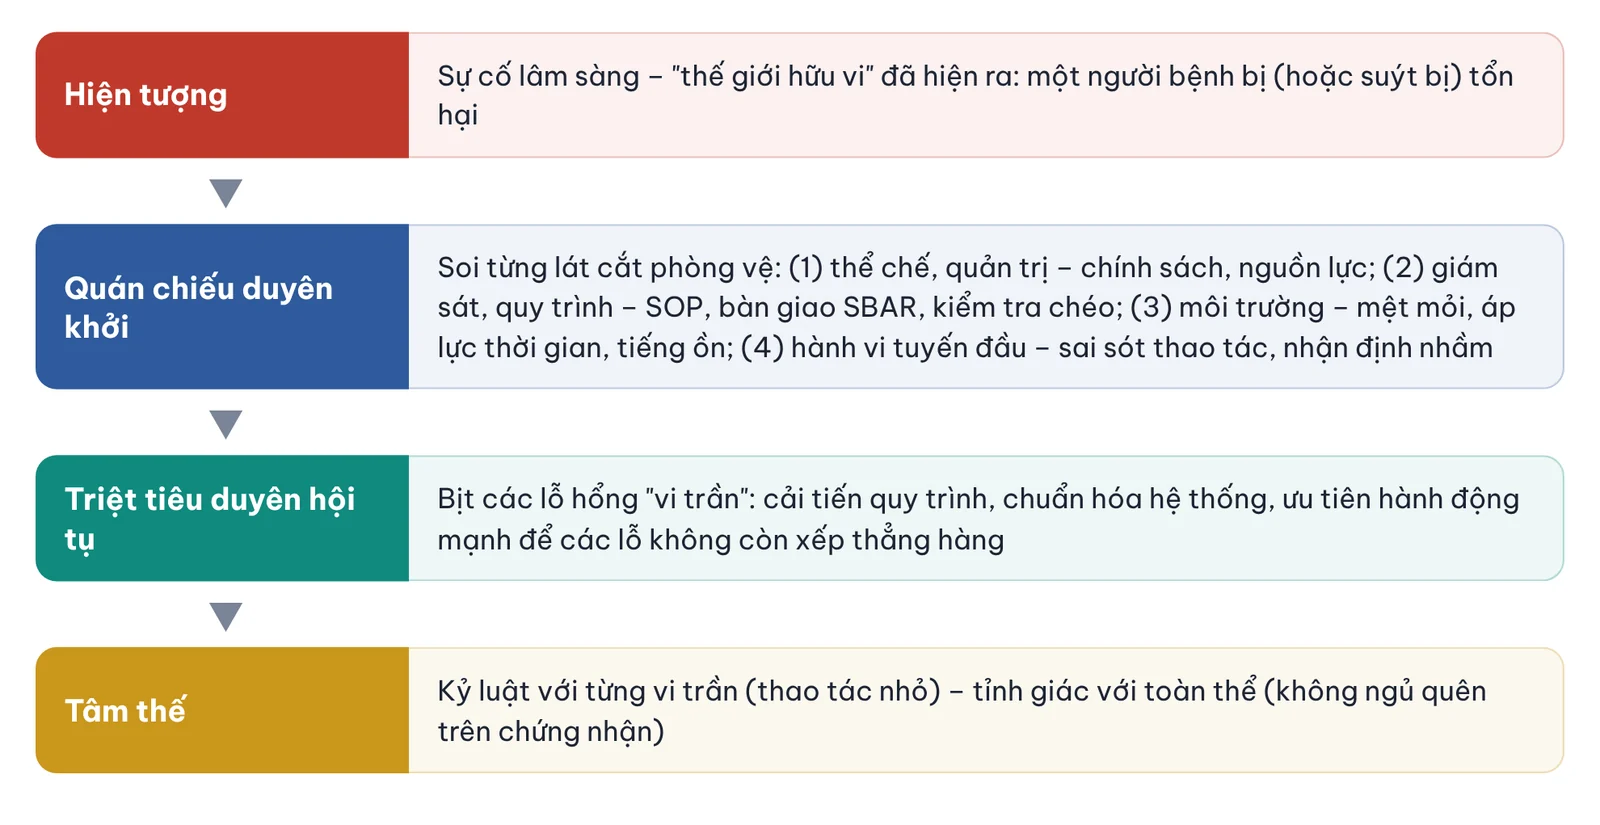 Hiện tượng
Sự cố lâm sàng – "thế giới hữu vi" đã hiện ra: một người bệnh bị (hoặc suýt bị) tổn
hại
Quán chiếu duyên
khởi
Soi từng lát cắt phòng vệ: (1) thể chế, quản trị – chính sách, nguồn lực; (2) giám
sát, quy trình – SOP, bàn giao SBAR, kiểm tra chéo; (3) môi trường – mệt mỏi, áp
lực thời gian, tiếng ồn; (4) hành vi tuyến đầu – sai sót thao tác, nhận định nhầm
Triệt tiêu duyên hội
tụ
Bịt các lỗ hổng "vi trần": cải tiến quy trình, chuẩn hóa hệ thống, ưu tiên hành động
mạnh để các lỗ không còn xếp thẳng hàng
Tâm thế
Kỷ luật với từng vi trần (thao tác nhỏ) – tỉnh giác với toàn thể (không ngủ quên
trên chứng nhận)